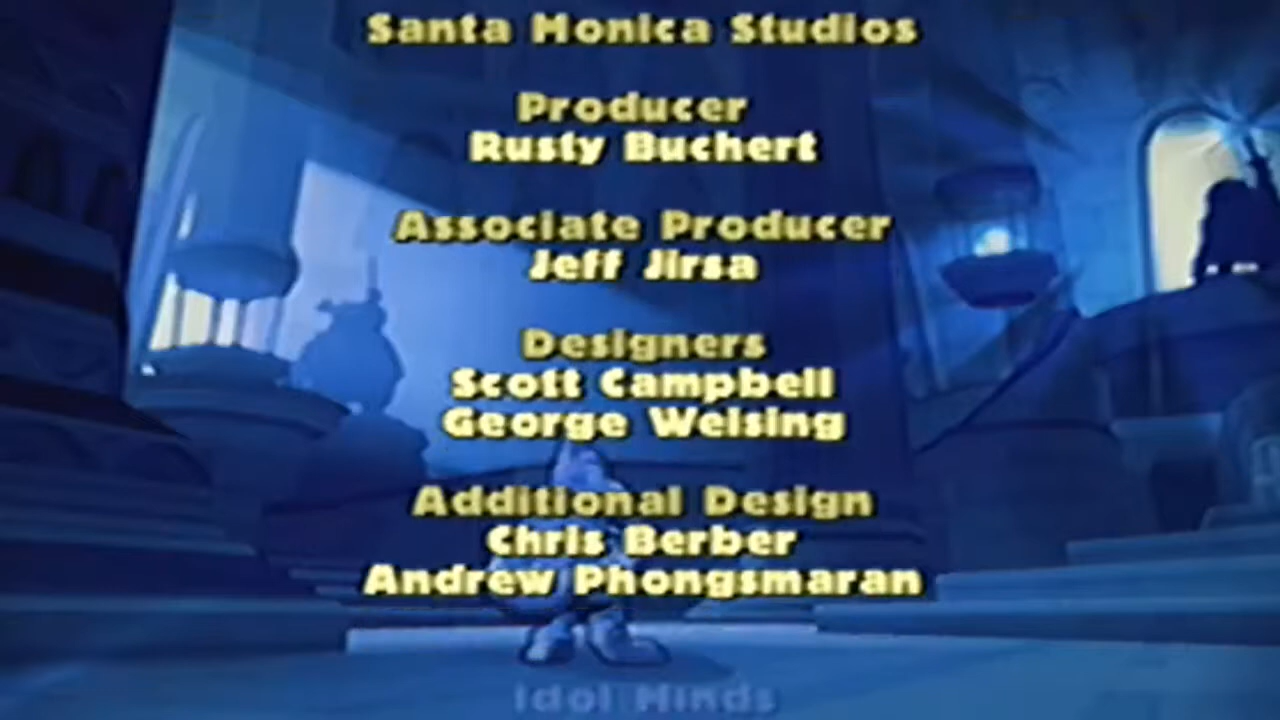 Santa Monica Studios
Producer
Rusty Buchert
Associate Producer
Jeff Jirsa
Designers
Scott Campbell
George Weising
Additional Design
Chris Berber
Andrew Phongsmaran
Idol Minds